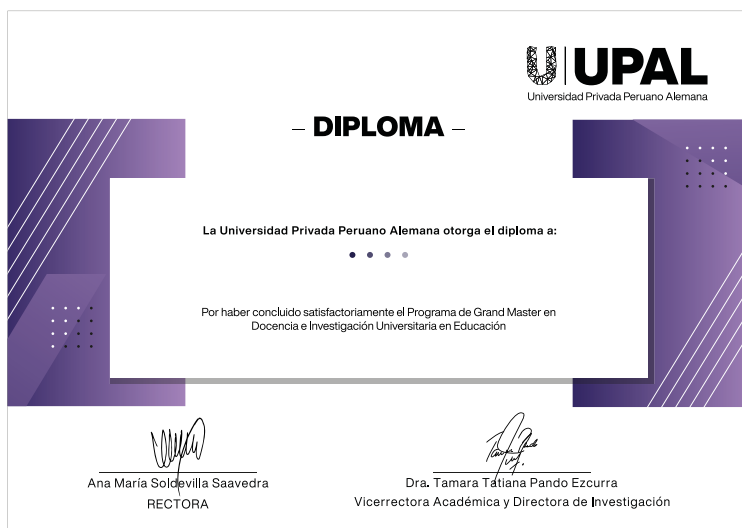 UPAL
Universidad Privada Peruano Alemana
– DIPLOMA –
La Universidad Privada Peruano Alemana otorga el diploma a:
Por haber concluido satisfactoriamente el Programa de Grand Master en
Docencia e Investigación Universitaria en Educación
Ana María Soldevilla Saavedra
RECTORA
Dra. Tamara Tatiana Pando Ezcurra
Vicerrectora Académica y Directora de Investigación